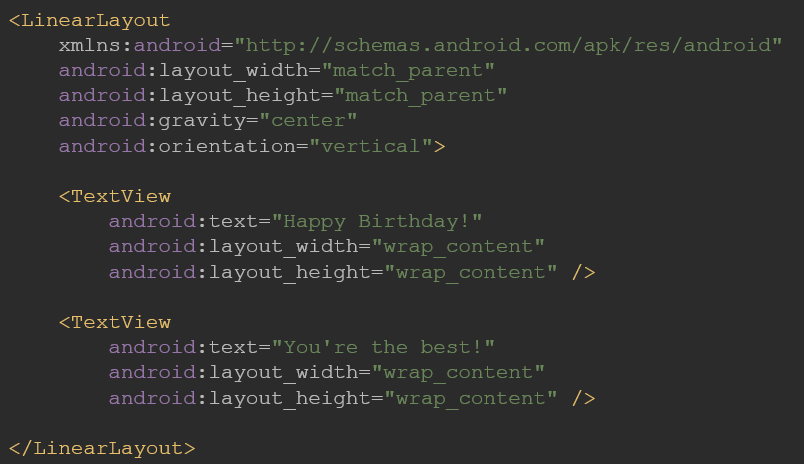 <LinearLayout
    xmlns:android="http://schemas.android.com/apk/res/android"
    android:layout_width="match_parent"
    android:layout_height="match_parent"
    android:gravity="center"
    android:orientation="vertical">

    <TextView
        android:text="Happy Birthday!"
        android:layout_width="wrap_content"
        android:layout_height="wrap_content" />

    <TextView
        android:text="You're the best!"
        android:layout_width="wrap_content"
        android:layout_height="wrap_content" />

</LinearLayout>